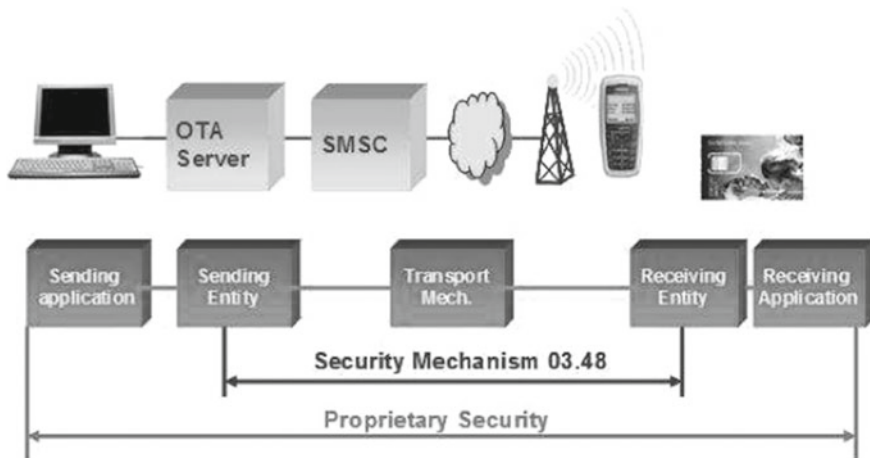 OTA
Server
SMSC
Sending
application
Sending
Entity
Transport
Mech.
Receiving
Entity
Receiving
Application
Security Mechanism 03.48
Proprietary Security